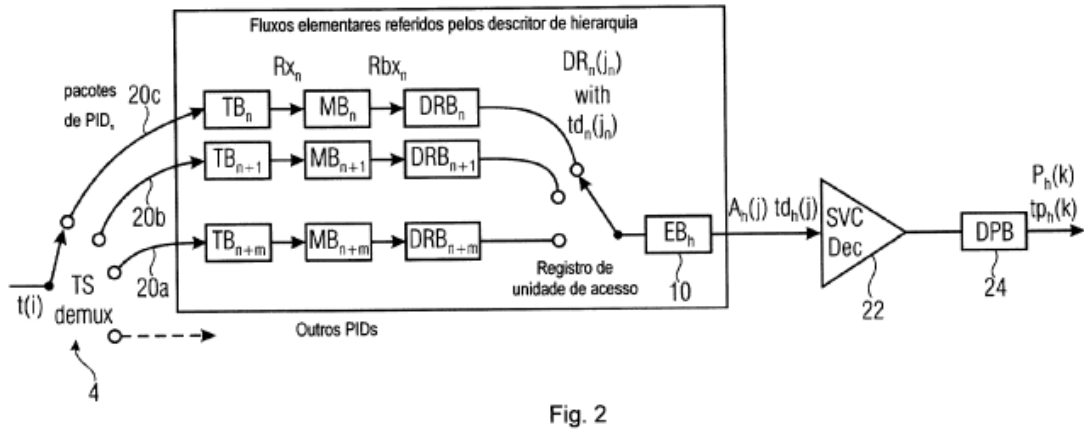 Fluxos elementares referidos pelos descritor de hierarquia
pacotes
de PIDₙ
20c
Rxₙ
Rbxₙ
DRₙ(jₙ)
with
tdₙ(jₙ)
TBₙ
MBₙ
DRBₙ
TBₙ₊₁
MBₙ₊₁
DRBₙ₊₁
20b
TBₙ₊ₘ
MBₙ₊ₘ
DRBₙ₊ₘ
20a
t(i)
TS
demux
4
Outros PIDs
Registro de
unidade de acesso
EBₕ
10
Aₕ(j) tdₕ(j)
SVC
Dec
22
DPB
24
Pₕ(k)
tpₕ(k)
Fig. 2